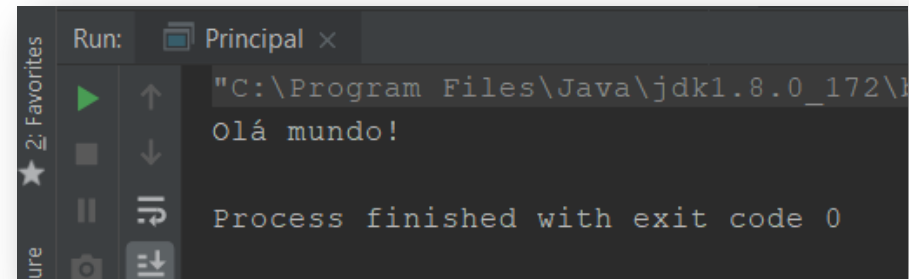 Run: Principal
"C:\Program Files\Java\jdk1.8.0_172\
Olá mundo!
Process finished with exit code 0
2: Favorites